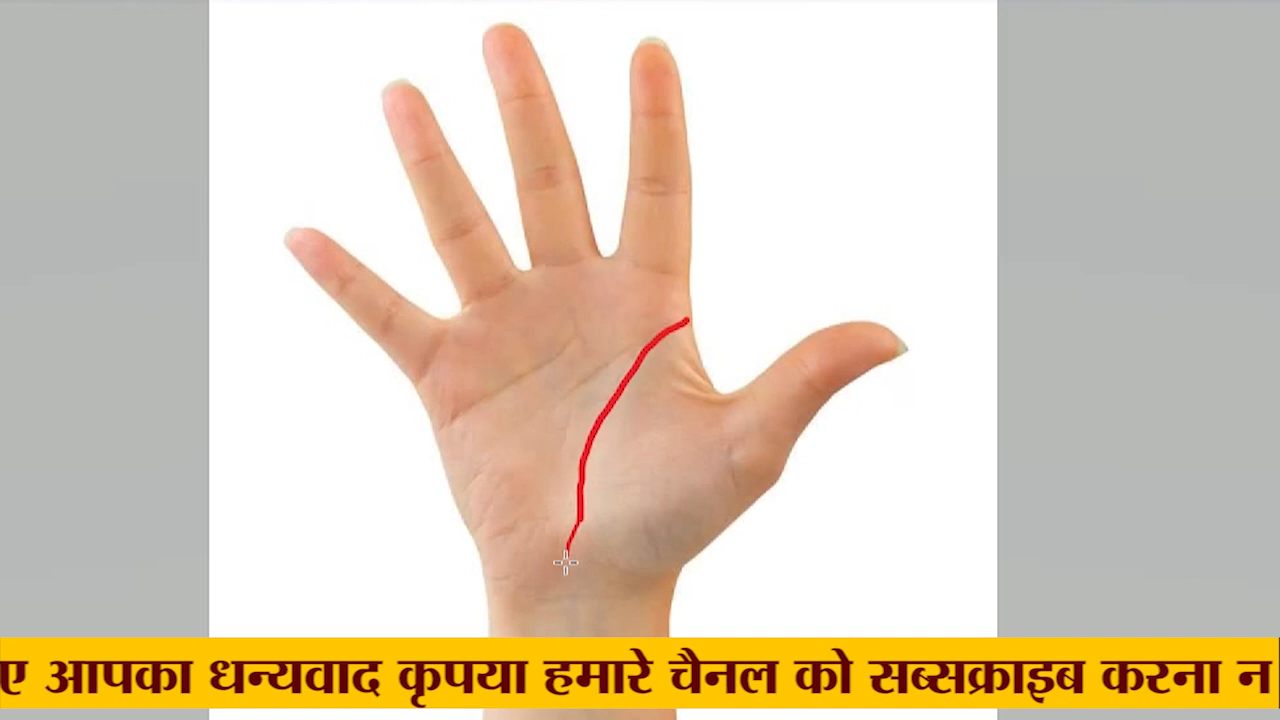 ए आपका धन्यवाद कृपया हमारे चैनल को सब्सक्राइब करना न